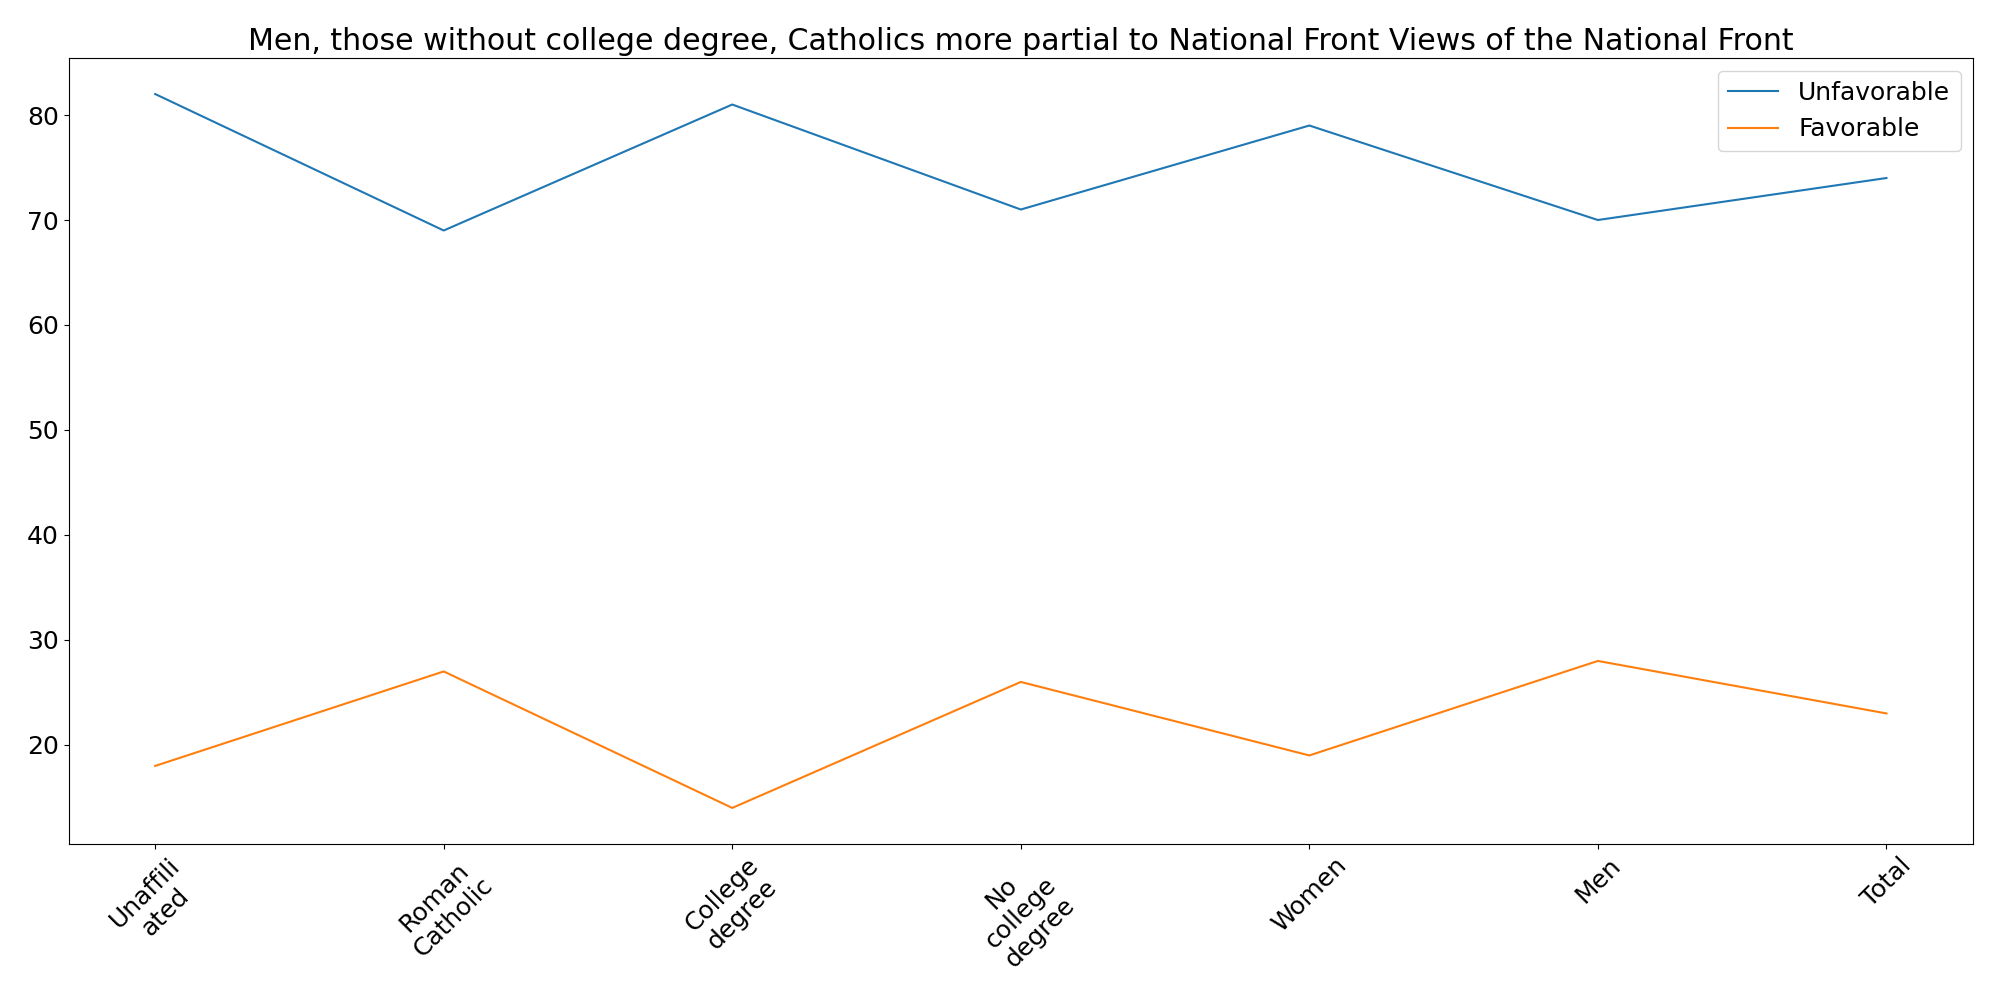 Men, those without college degree, Catholics more partial to National Front Views of the National Front
Unfavorable
Favorable
80
70
60
50
40
30
20
Unaffili
ated
Roman
Catholic
College
degree
No
college
degree
Women
Men
Total